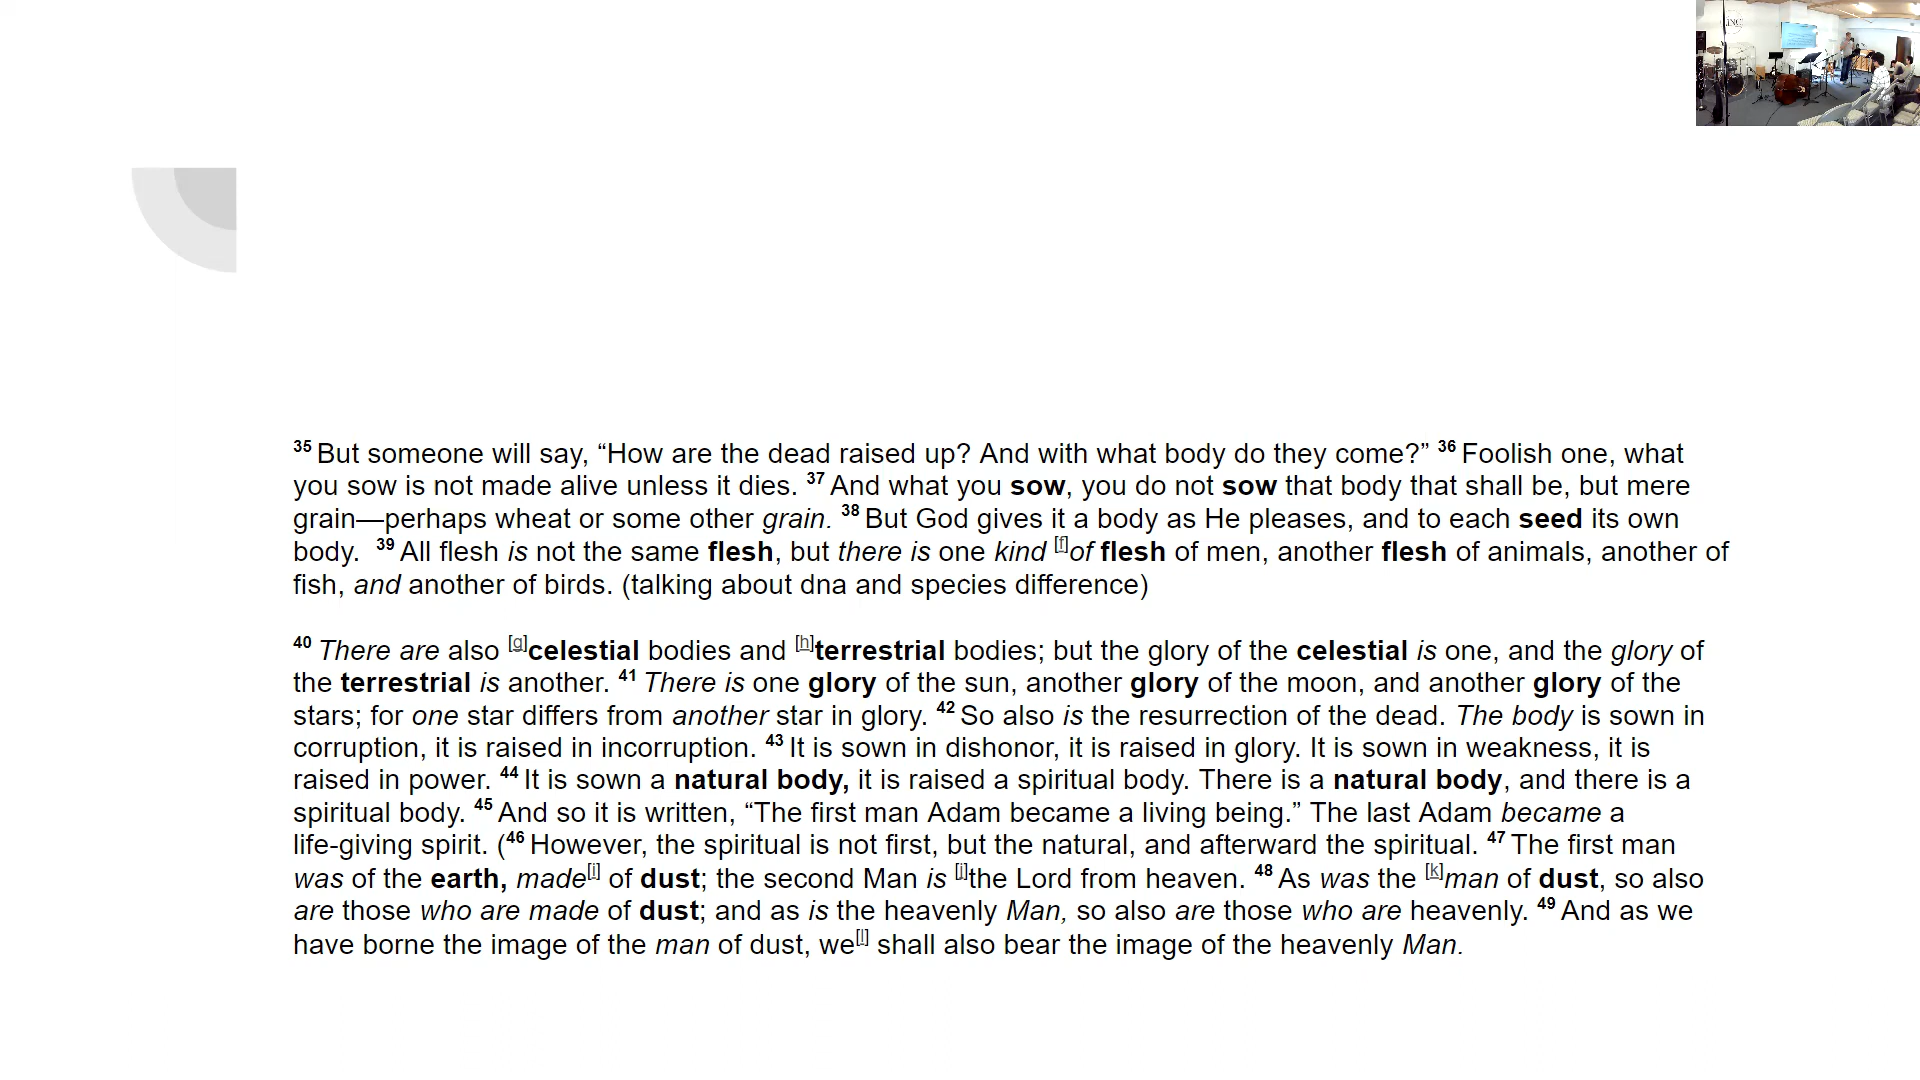 35 But someone will say, “How are the dead raised up? And with what body do they come?” 36 Foolish one, what
you sow is not made alive unless it dies. 37 And what you sow, you do not sow that body that shall be, but mere
grain—perhaps wheat or some other grain. 38 But God gives it a body as He pleases, and to each seed its own
body. 39 All flesh is not the same flesh, but there is one kind [f]of flesh of men, another flesh of animals, another of
fish, and another of birds. (talking about dna and species difference)
40 There are also [g]celestial bodies and [h]terrestrial bodies; but the glory of the celestial is one, and the glory of
the terrestrial is another. 41 There is one glory of the sun, another glory of the moon, and another glory of the
stars; for one star differs from another star in glory. 42 So also is the resurrection of the dead. The body is sown in
corruption, it is raised in incorruption. 43 It is sown in dishonor, it is raised in glory. It is sown in weakness, it is
raised in power. 44 It is sown a natural body, it is raised a spiritual body. There is a natural body, and there is a
spiritual body. 45 And so it is written, “The first man Adam became a living being.” The last Adam became a
life-giving spirit. (46 However, the spiritual is not first, but the natural, and afterward the spiritual. 47 The first man
was of the earth, made[i] of dust; the second Man is [j]the Lord from heaven. 48 As was the [k]man of dust, so also
are those who are made of dust; and as is the heavenly Man, so also are those who are heavenly. 49 And as we
have borne the image of the man of dust, we[l] shall also bear the image of the heavenly Man.